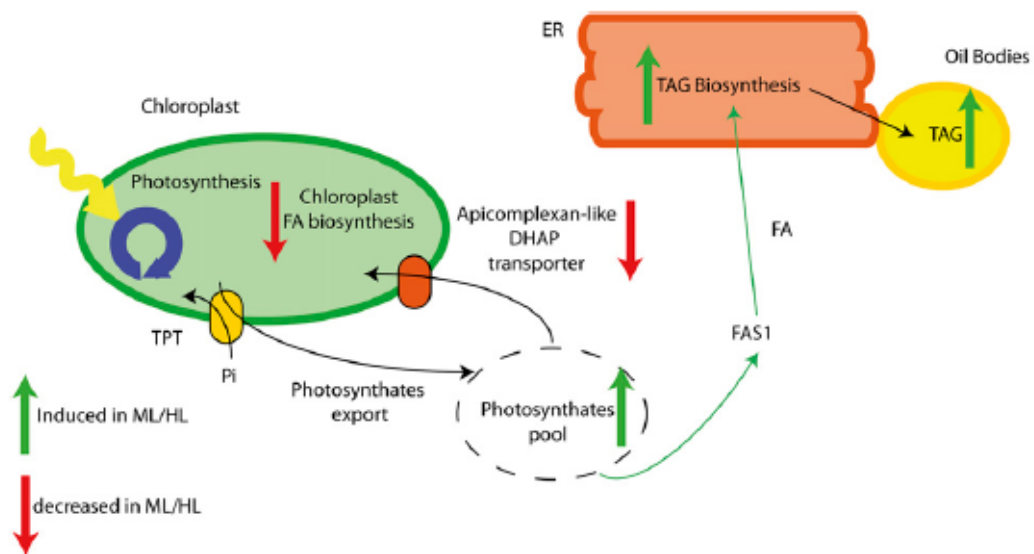 ER
Oil Bodies
TAG Biosynthesis
TAG
Chloroplast
Photosynthesis
Chloroplast
FA biosynthesis
Apicomplexan-like
DHAP
transporter
FA
TPT
Pi
FAS1
Photosynthates
export
Photosynthates
pool
Induced in ML/HL
decreased in ML/HL